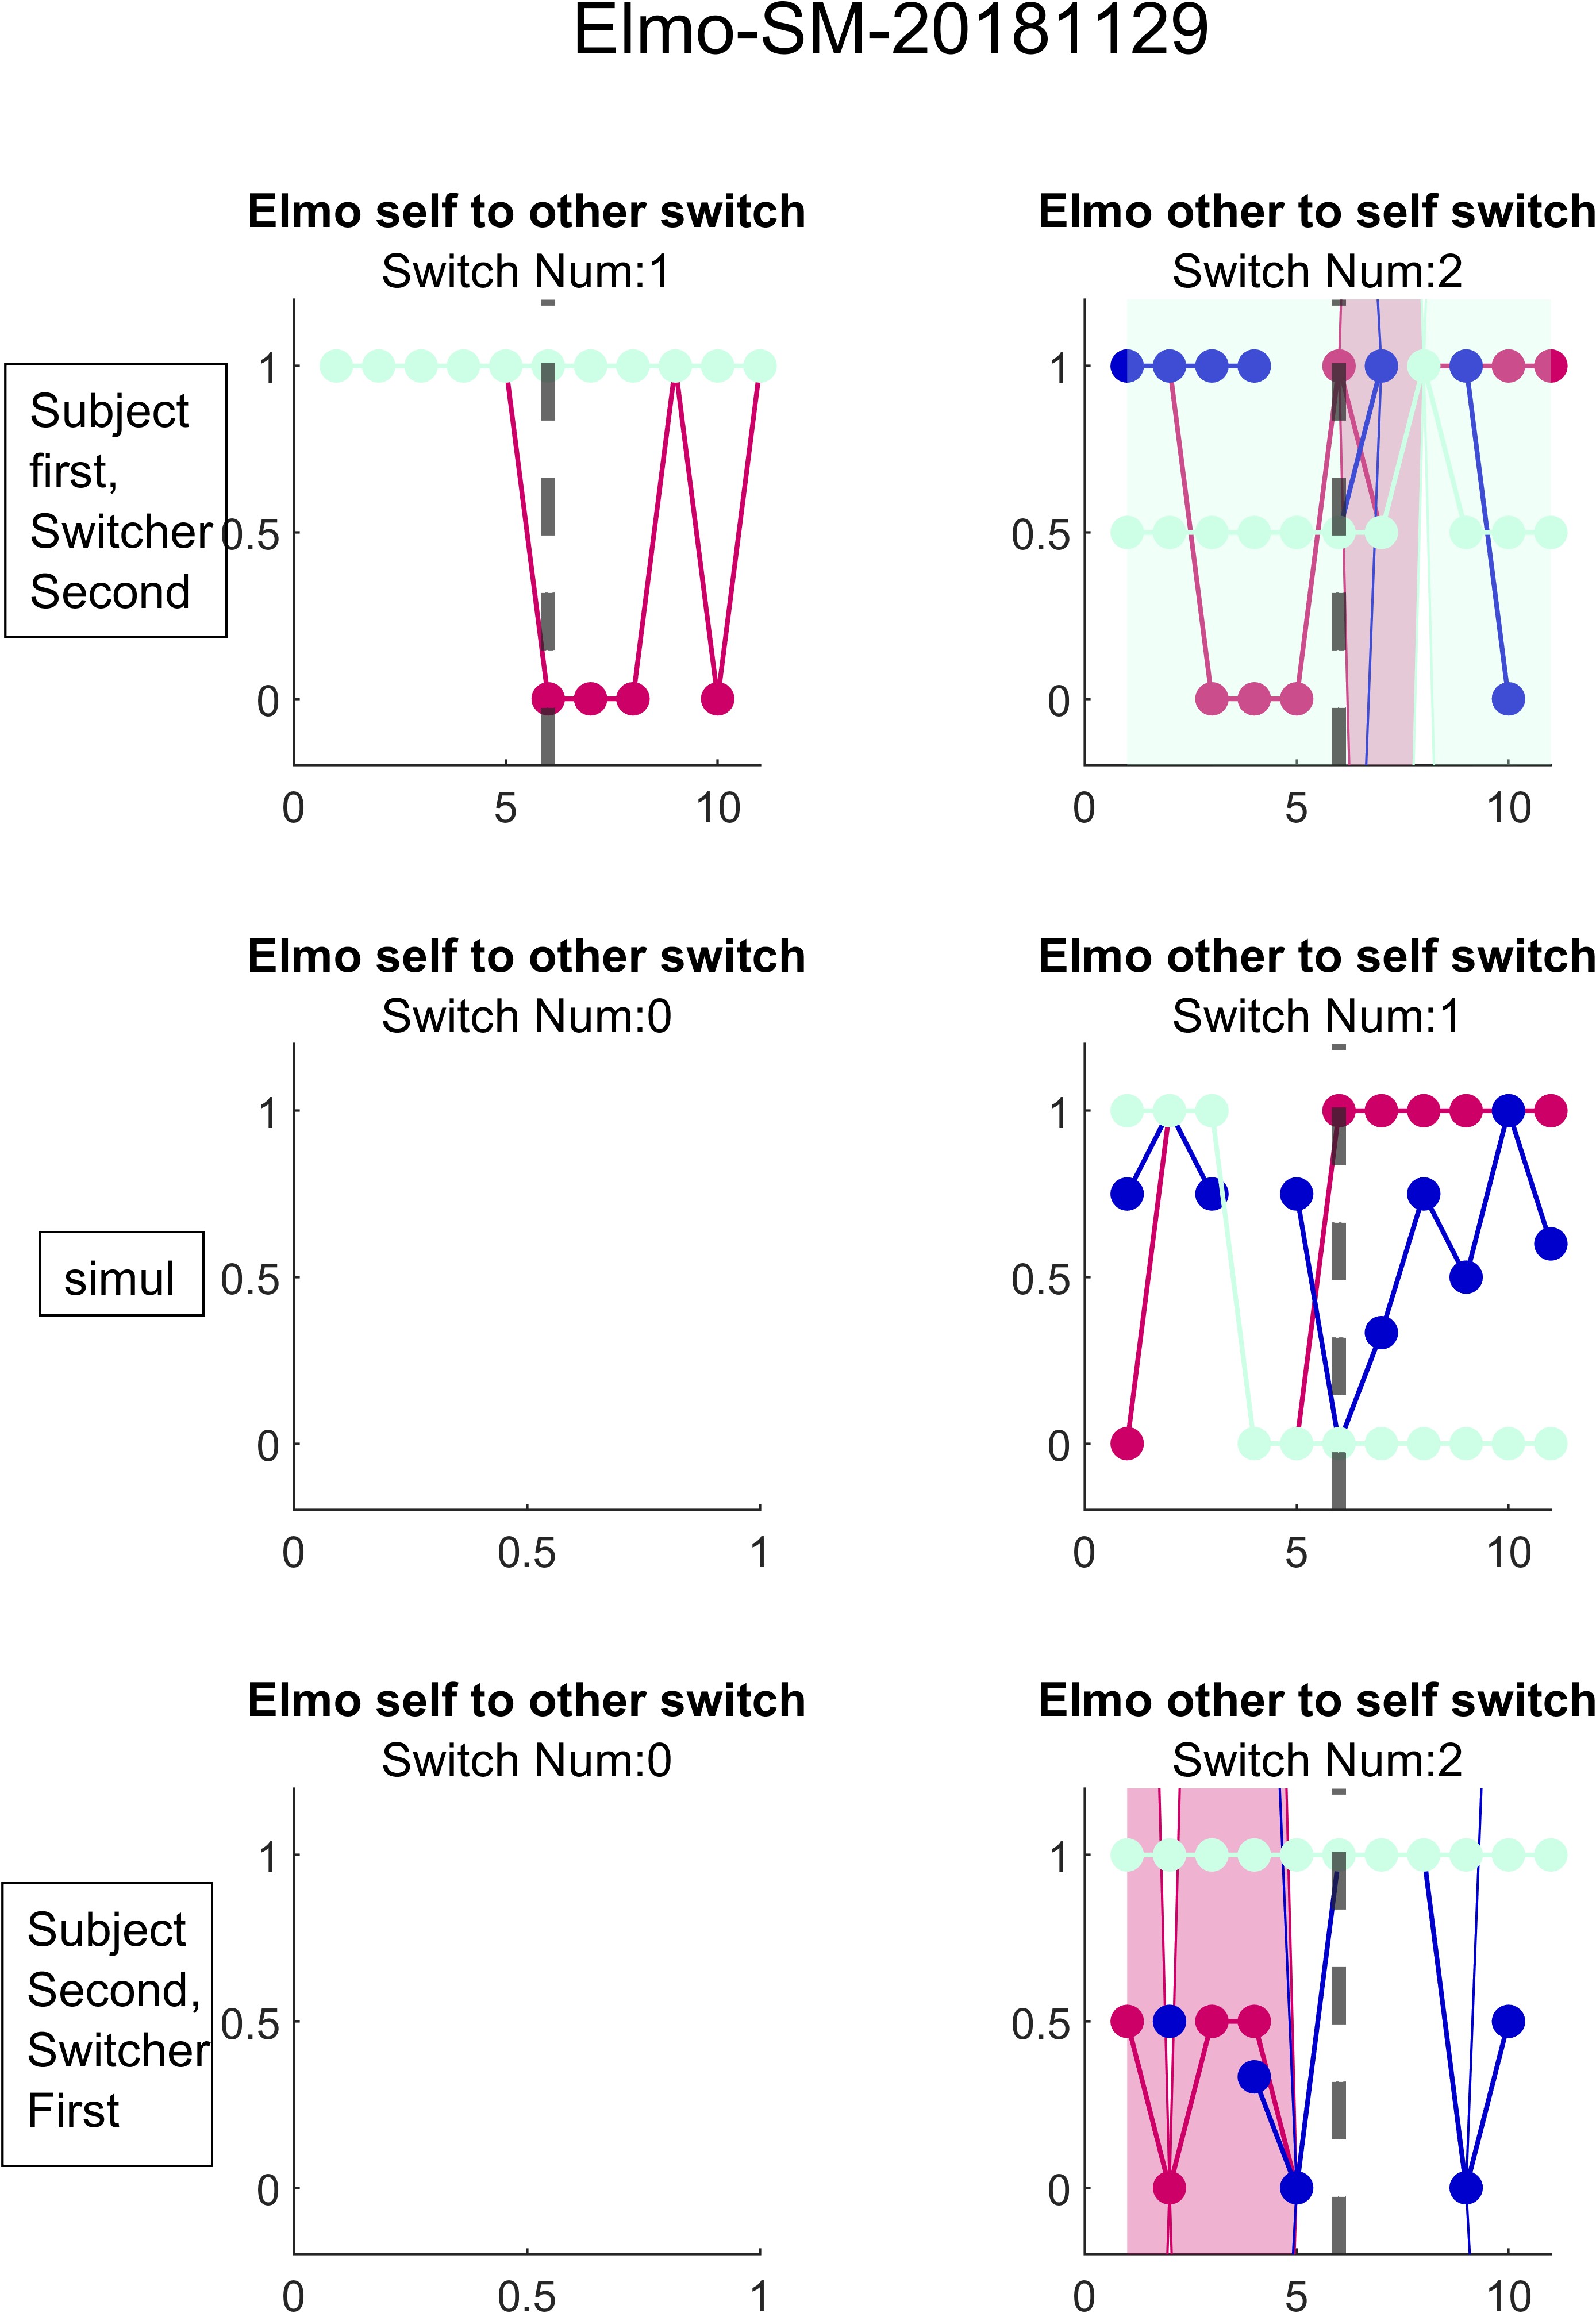 Elmo-SM-20181129
Elmo self to other switch
Switch Num:1
Elmo other to self switch
Switch Num:2
Subject
first,
Switcher
Second
1
0.5
0
0 5 10
1
0.5
0
0 5 10
Elmo self to other switch
Switch Num:0
Elmo other to self switch
Switch Num:1
simul
1
0.5
0
0 0.5 1
1
0.5
0
0 5 10
Elmo self to other switch
Switch Num:0
Elmo other to self switch
Switch Num:2
Subject
Second,
Switcher
First
1
0.5
0
0 0.5 1
1
0.5
0
0 5 10